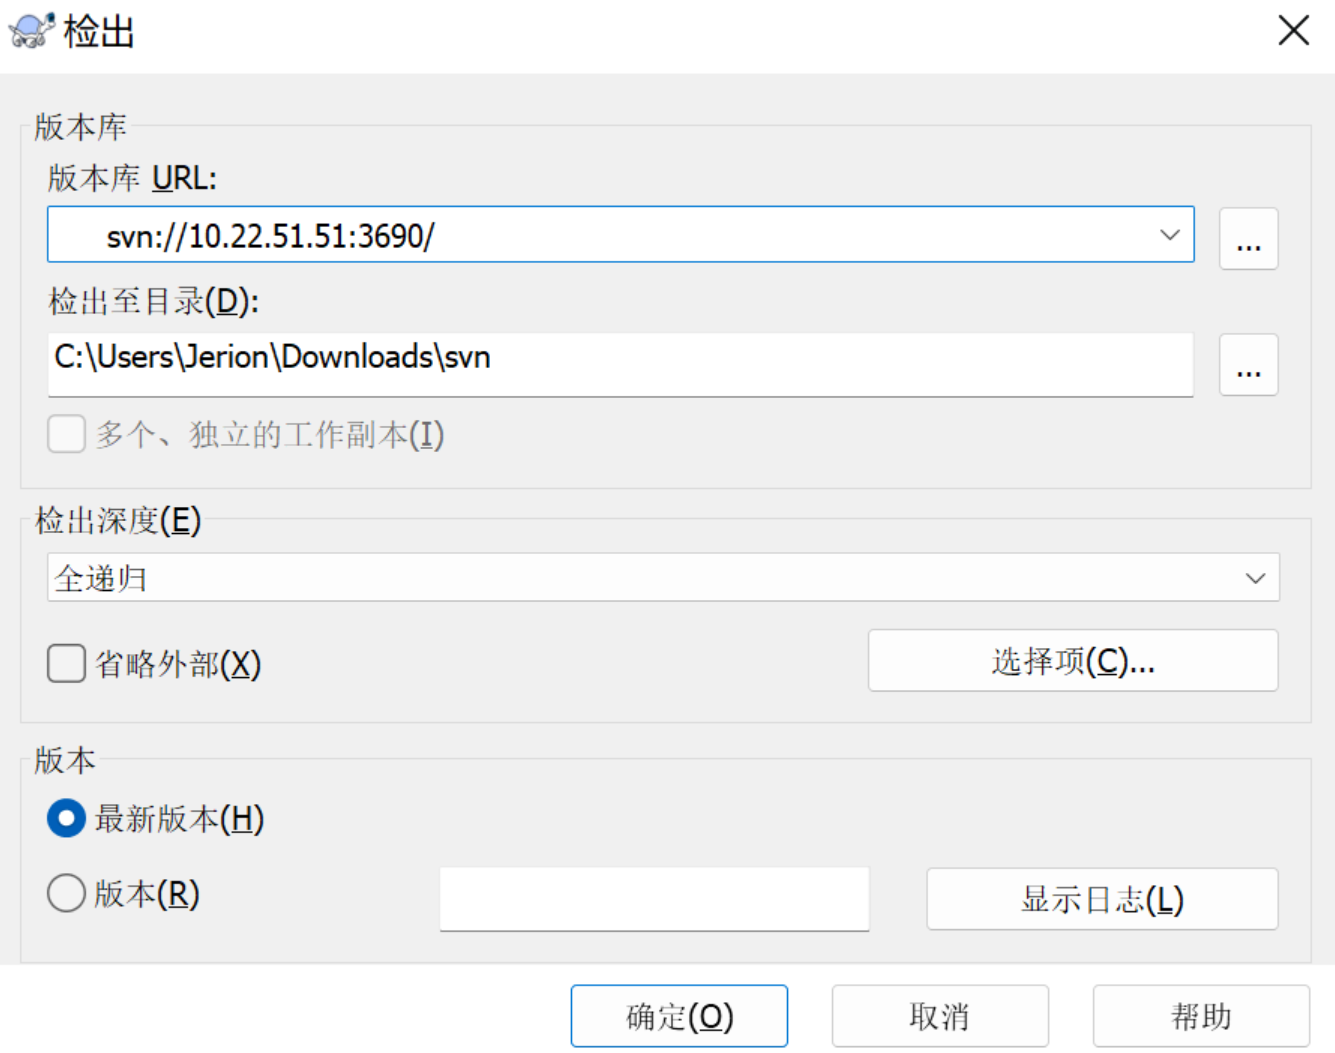 检出
版本库
版本库 URL:
svn://10.22.51.51:3690/
...
检出至目录(D):
C:\Users\Jerion\Downloads\svn
...
多个、独立的工作副本(I)
检出深度(E)
全递归
省略外部(X)
选择项(C)...
版本
最新版本(H)
版本(R)
显示日志(L)
确定(O)
取消
帮助